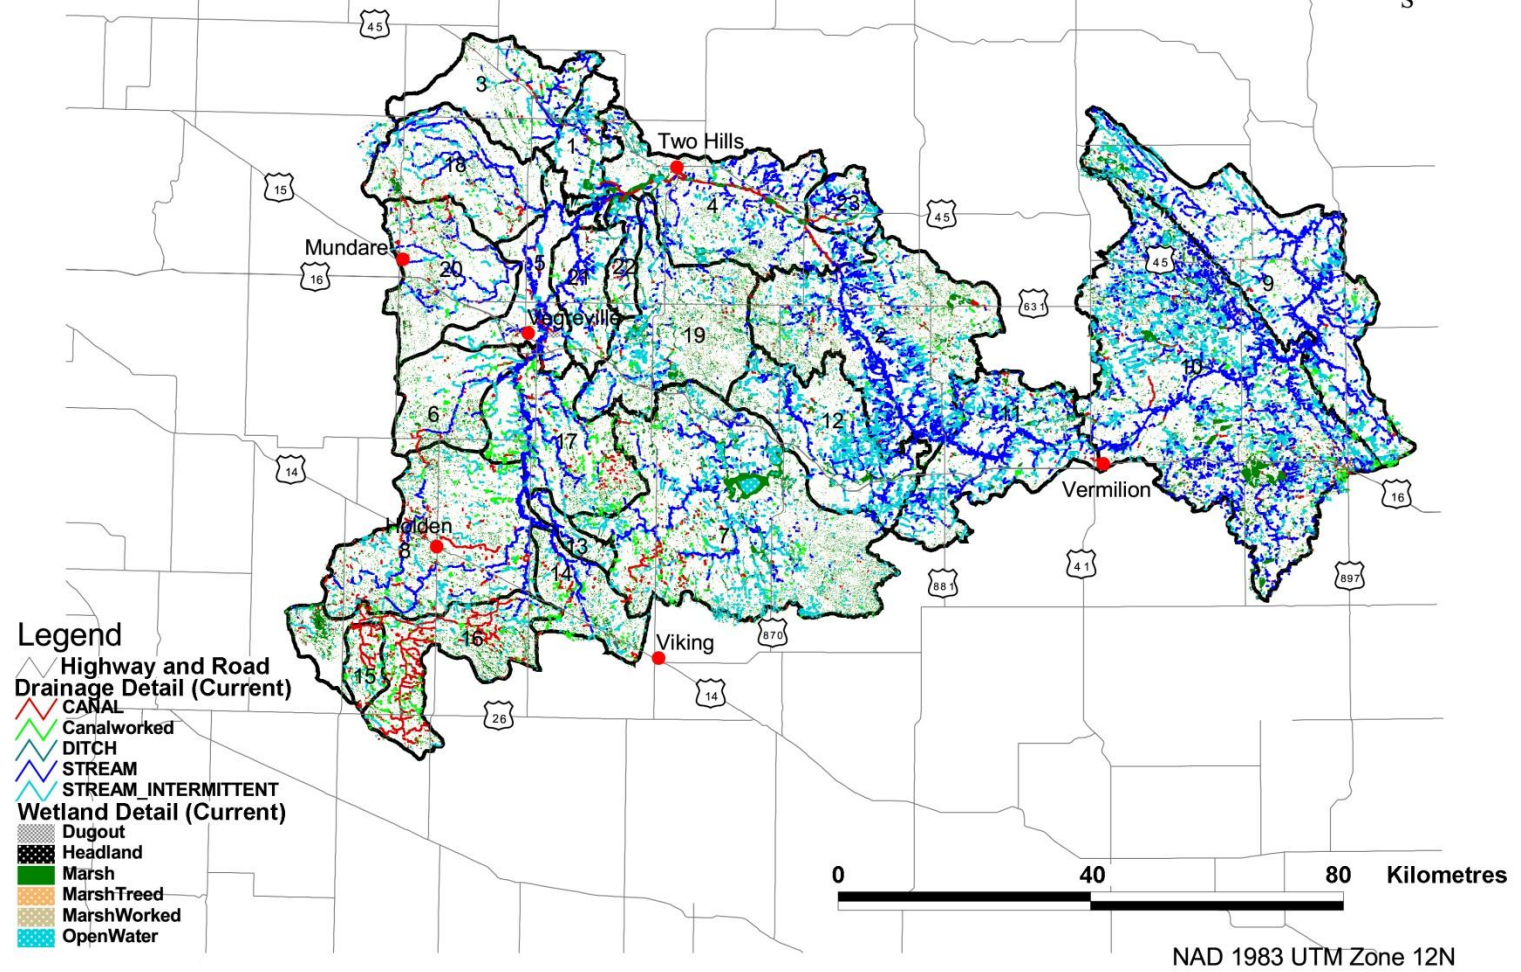 S
45
3
Two Hills
1
18
15
4
23
45
Mundare
5
16
20
21
22
45
9
631
Vegreville
19
2
10
6
12
11
17
14
Vermilion
16
Holden
8
7
13
14
881
41
897
Legend
870
16
Viking
Highway and Road
15
Drainage Detail (Current)
14
CANAL
26
Canalworked
DITCH
STREAM
STREAM_INTERMITTENT
Wetland Detail (Current)
Dugout
Headland
Marsh
0 40 80 Kilometres
MarshTreed
MarshWorked
OpenWater
NAD 1983 UTM Zone 12N